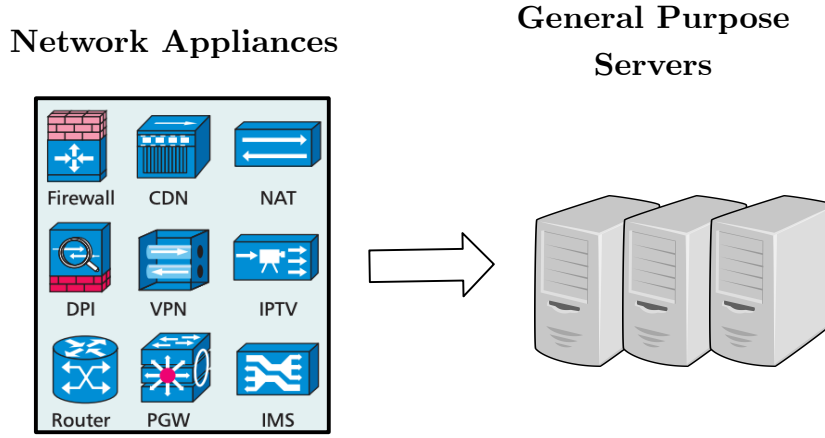 Network Appliances
General Purpose
Servers
Firewall CDN NAT
DPI VPN IPTV
Router PGW IMS